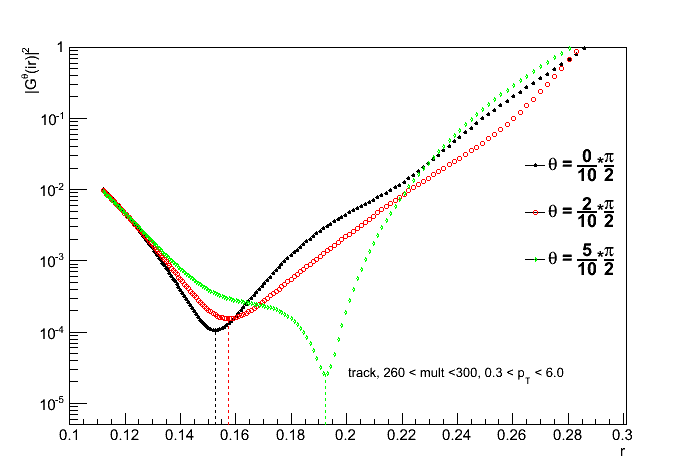 |G^θ(ir)|²
1
10⁻¹
10⁻²
10⁻³
10⁻⁴
10⁻⁵
0.1 0.12 0.14 0.16 0.18 0.2 0.22 0.24 0.26 0.28 0.3
r
θ = 0/10 * π/2
θ = 2/10 * π/2
θ = 5/10 * π/2
track, 260 < mult <300, 0.3 < p_T < 6.0